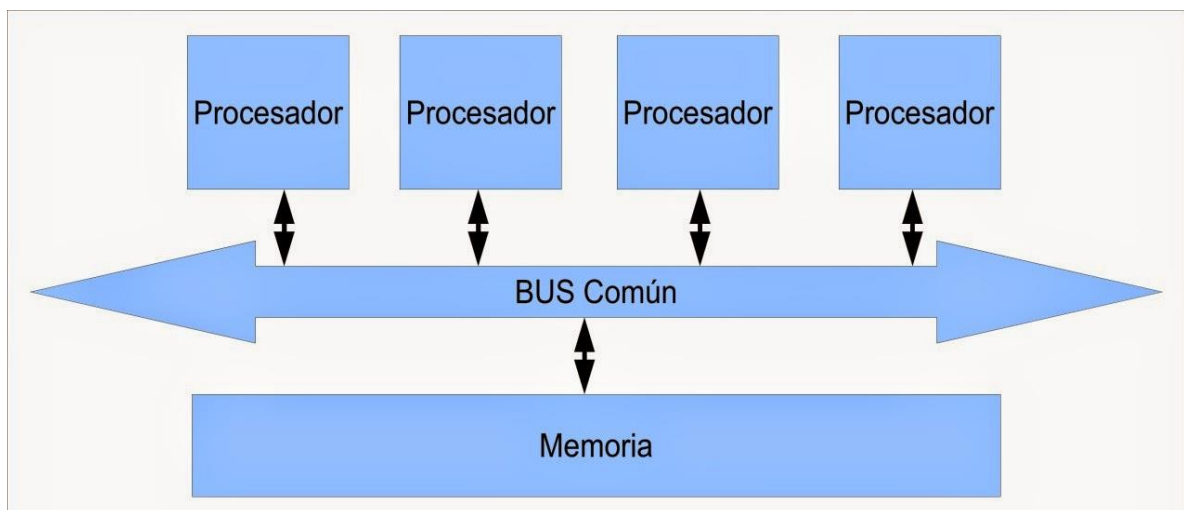 Procesador
Procesador
Procesador
Procesador
BUS Común
Memoria